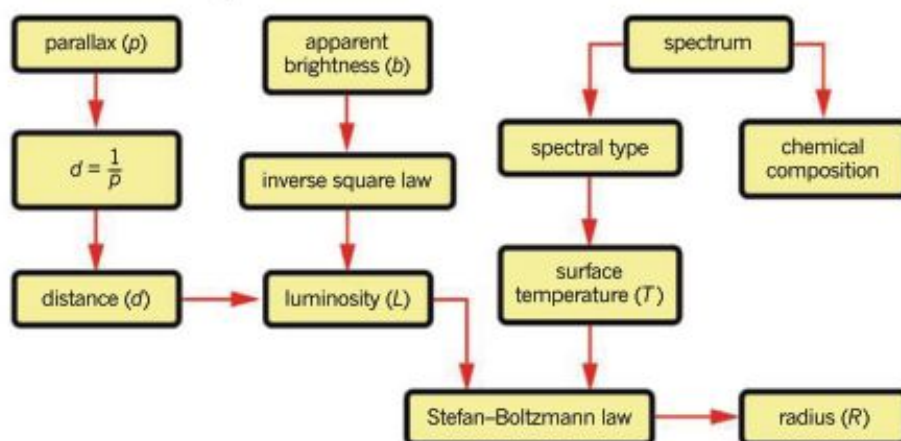 parallax (p)
apparent
brightness (b)
spectrum
d = 1/p
inverse square law
spectral type
chemical
composition
distance (d)
luminosity (L)
surface
temperature (T)
Stefan–Boltzmann law
radius (R)